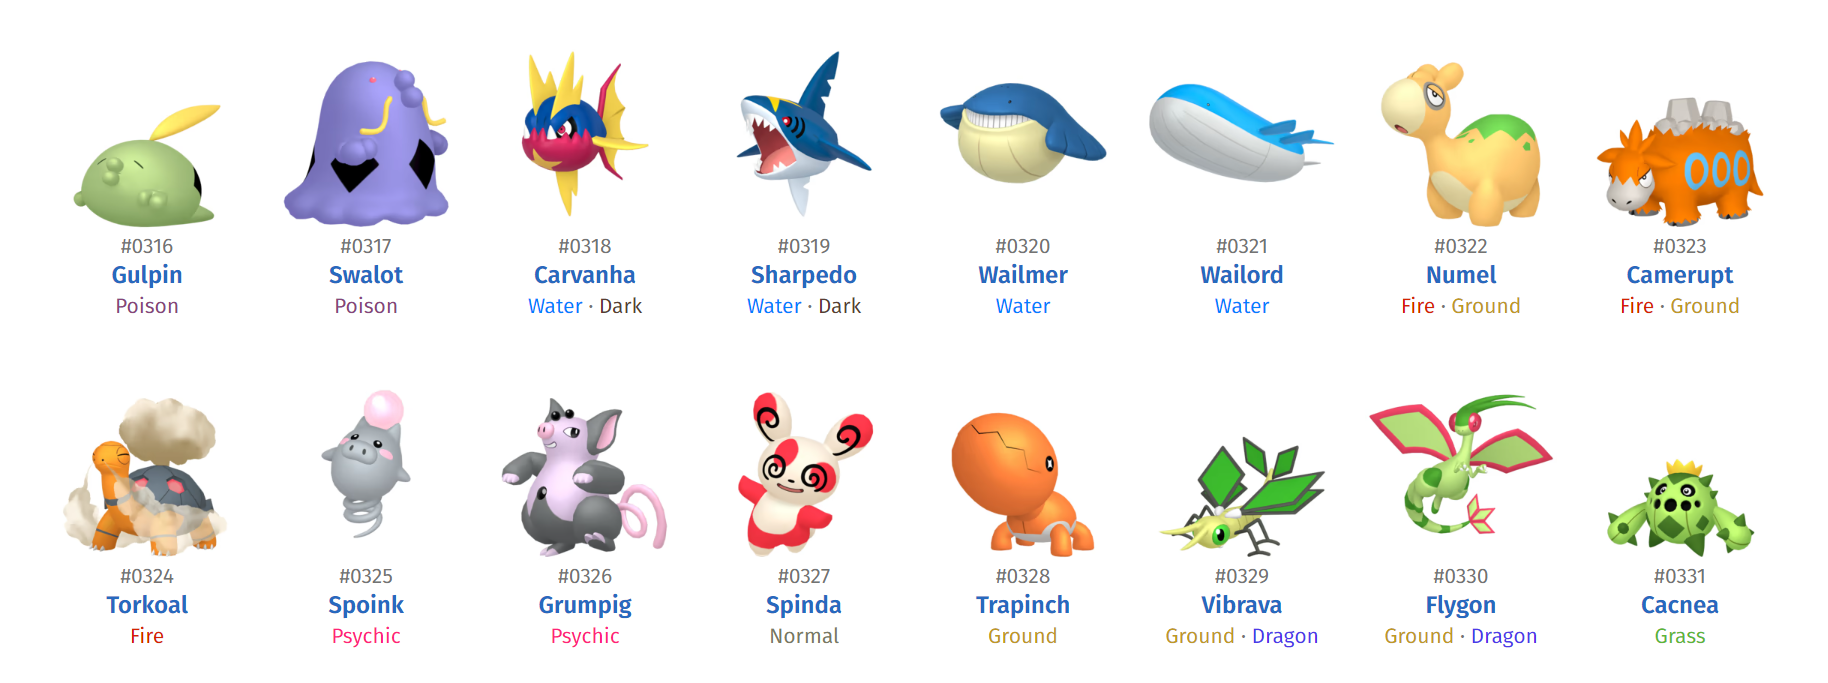 #0316
Gulpin
Poison
#0317
Swalot
Poison
#0318
Carvanha
Water · Dark
#0319
Sharpedo
Water · Dark
#0320
Wailmer
Water
#0321
Wailord
Water
#0322
Numel
Fire · Ground
#0323
Camerupt
Fire · Ground
#0324
Torkoal
Fire
#0325
Spoink
Psychic
#0326
Grumpig
Psychic
#0327
Spinda
Normal
#0328
Trapinch
Ground
#0329
Vibrava
Ground · Dragon
#0330
Flygon
Ground · Dragon
#0331
Cacnea
Grass